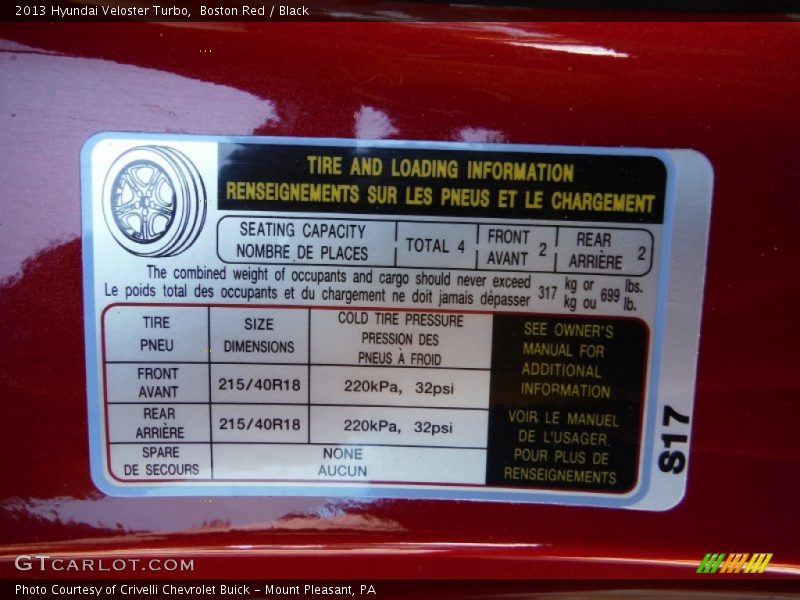 2013 Hyundai Veloster Turbo,  Boston Red / Black
TIRE AND LOADING INFORMATION
RENSEIGNEMENTS SUR LES PNEUS ET LE CHARGEMENT
SEATING CAPACITY
NOMBRE DE PLACES
TOTAL 4
FRONT
AVANT 2
REAR
ARRIÈRE 2
The combined weight of occupants and cargo should never exceed
Le poids total des occupants et du chargement ne doit jamais dépasser
317 kg or 699 lbs.
kg ou lb.
TIRE
PNEU
SIZE
DIMENSIONS
COLD TIRE PRESSURE
PRESSION DES
PNEUS À FROID
FRONT
AVANT
215/40R18
220kPa, 32psi
REAR
ARRIÈRE
215/40R18
220kPa, 32psi
SPARE
DE SECOURS
NONE
AUCUN
SEE OWNER'S
MANUAL FOR
ADDITIONAL
INFORMATION
VOIR LE MANUEL
DE L'USAGER.
POUR PLUS DE
RENSEIGNEMENTS
S17
GTCARLOT.COM
Photo Courtesy of Crivelli Chevrolet Buick - Mount Pleasant, PA